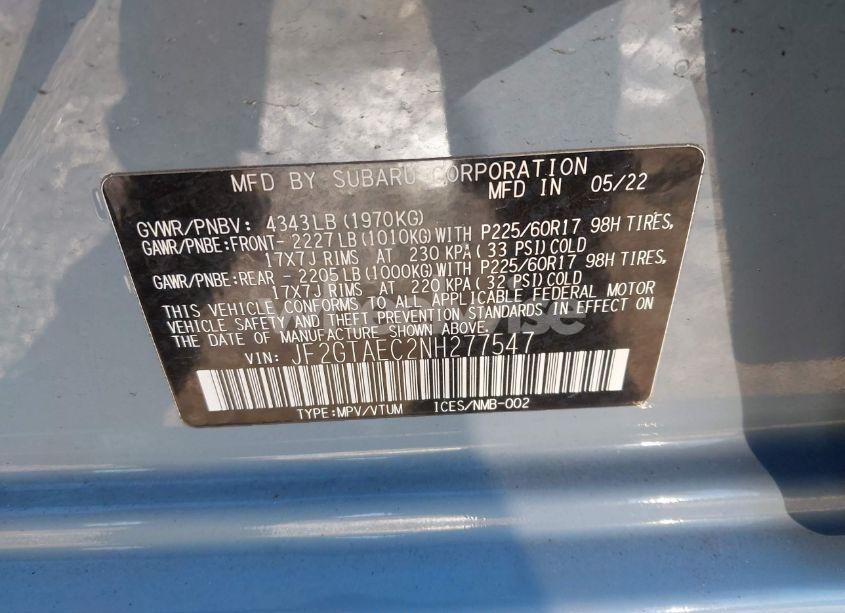 MFD BY SUBARU CORPORATION
MFD IN 05/22
GVWR/PNBV: 4343LB (1970KG)
GAWR/PNBE:FRONT- 2227LB (1010KG) WITH P225/60R17 98H TIRES,
17X7J RIMS AT 230 KPA ( 33 PSI) COLD
GAWR/PNBE:REAR - 2205LB (1000KG) WITH P225/60R17 98H TIRES,
17X7J RIMS AT 220 KPA ( 32 PSI) COLD
THIS VEHICLE CONFORMS TO ALL APPLICABLE FEDERAL MOTOR
VEHICLE SAFETY AND THEFT PREVENTION STANDARDS IN EFFECT ON
THE DATE OF MANUFACTURE SHOWN ABOVE.
VIN: JF2GTAEC2NH277547
TYPE:MPV/VTUM ICES/NMB-002